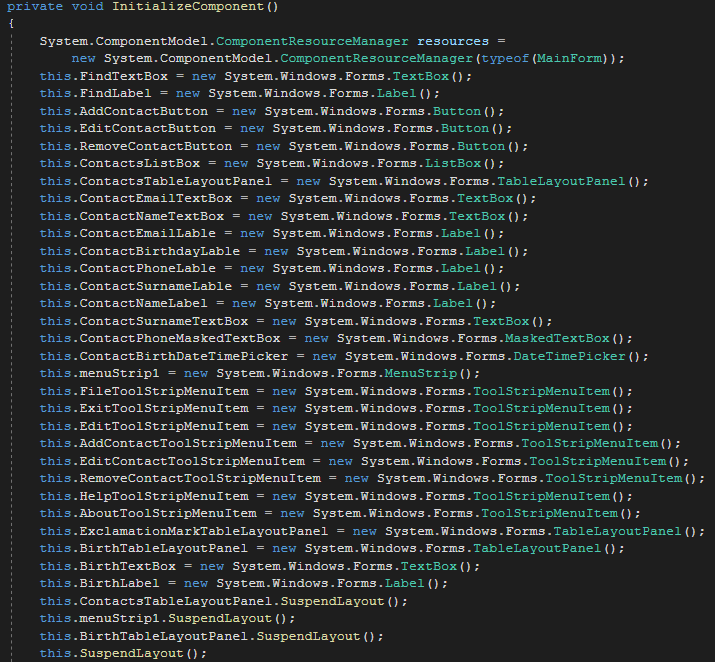 private void InitializeComponent()
{
System.ComponentModel.ComponentResourceManager resources =
new System.ComponentModel.ComponentResourceManager(typeof(MainForm));
this.FindTextBox = new System.Windows.Forms.TextBox();
this.FindLabel = new System.Windows.Forms.Label();
this.AddContactButton = new System.Windows.Forms.Button();
this.EditContactButton = new System.Windows.Forms.Button();
this.RemoveContactButton = new System.Windows.Forms.Button();
this.ContactsListBox = new System.Windows.Forms.ListBox();
this.ContactsTableLayoutPanel = new System.Windows.Forms.TableLayoutPanel();
this.ContactEmailTextBox = new System.Windows.Forms.TextBox();
this.ContactNameTextBox = new System.Windows.Forms.TextBox();
this.ContactEmailLable = new System.Windows.Forms.Label();
this.ContactBirthdayLable = new System.Windows.Forms.Label();
this.ContactPhoneLable = new System.Windows.Forms.Label();
this.ContactSurnameLable = new System.Windows.Forms.Label();
this.ContactNameLabel = new System.Windows.Forms.Label();
this.ContactSurnameTextBox = new System.Windows.Forms.TextBox();
this.ContactPhoneMaskedTextBox = new System.Windows.Forms.MaskedTextBox();
this.ContactBirthDateTimePicker = new System.Windows.Forms.DateTimePicker();
this.menuStrip1 = new System.Windows.Forms.MenuStrip();
this.FileToolStripMenuItem = new System.Windows.Forms.ToolStripMenuItem();
this.ExitToolStripMenuItem = new System.Windows.Forms.ToolStripMenuItem();
this.EditToolStripMenuItem = new System.Windows.Forms.ToolStripMenuItem();
this.AddContactToolStripMenuItem = new System.Windows.Forms.ToolStripMenuItem();
this.EditContactToolStripMenuItem = new System.Windows.Forms.ToolStripMenuItem();
this.RemoveContactToolStripMenuItem = new System.Windows.Forms.ToolStripMenuItem();
this.HelpToolStripMenuItem = new System.Windows.Forms.ToolStripMenuItem();
this.AboutToolStripMenuItem = new System.Windows.Forms.ToolStripMenuItem();
this.ExclamationMarkTableLayoutPanel = new System.Windows.Forms.TableLayoutPanel();
this.BirthTableLayoutPanel = new System.Windows.Forms.TableLayoutPanel();
this.BirthTextBox = new System.Windows.Forms.TextBox();
this.BirthLabel = new System.Windows.Forms.Label();
this.ContactsTableLayoutPanel.SuspendLayout();
this.menuStrip1.SuspendLayout();
this.BirthTableLayoutPanel.SuspendLayout();
this.SuspendLayout();